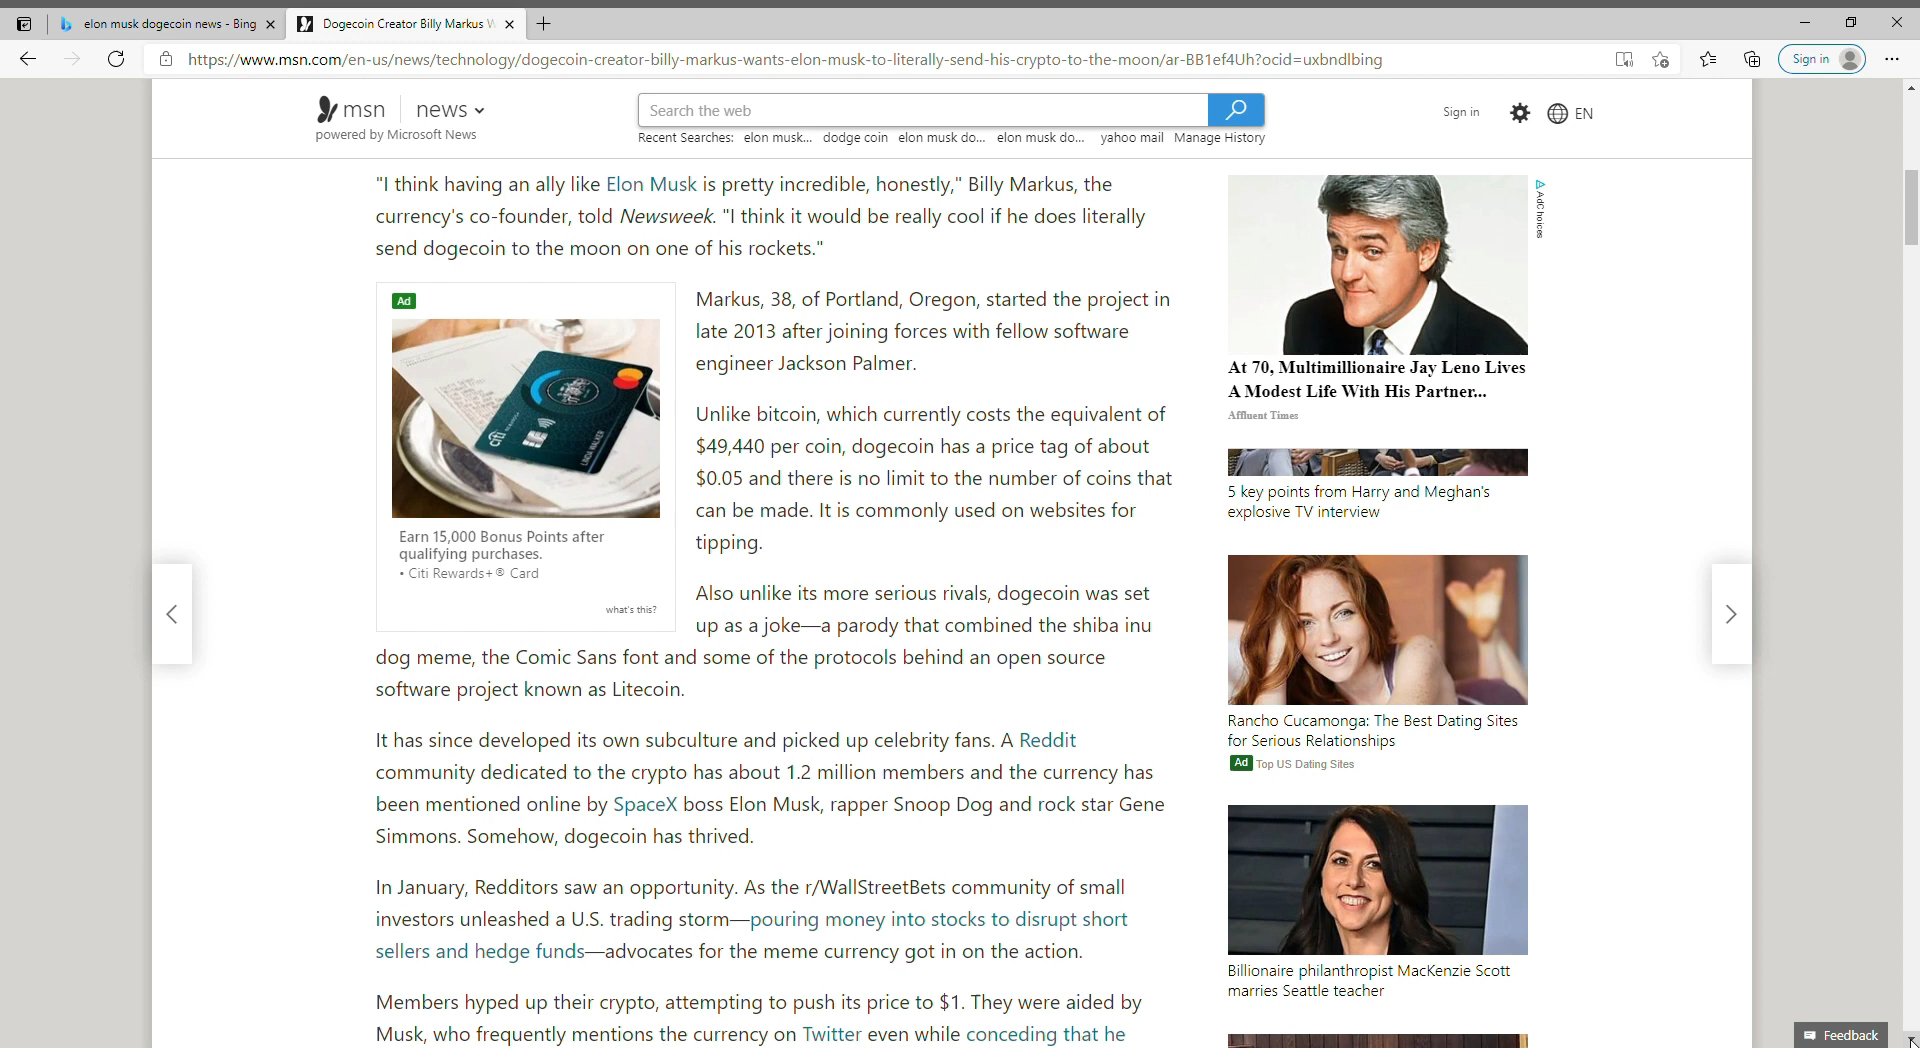 elon musk dogecoin news - Bing
Dogecoin Creator Billy Markus W
https://www.msn.com/en-us/news/technology/dogecoin-creator-billy-markus-wants-elon-musk-to-literally-send-his-crypto-to-the-moon/ar-BB1ef4Uh?ocid=uxbndlbing
Sign in
msn news
powered by Microsoft News
Search the web
Recent Searches: elon musk... dodge coin elon musk do... elon musk do... yahoo mail Manage History
Sign in
EN
"I think having an ally like Elon Musk is pretty incredible, honestly," Billy Markus, the
currency's co-founder, told Newsweek. "I think it would be really cool if he does literally
send dogecoin to the moon on one of his rockets."
Ad
citi
LINDA WALKER
Earn 15,000 Bonus Points after
qualifying purchases.
• Citi Rewards+® Card
what's this?
Markus, 38, of Portland, Oregon, started the project in
late 2013 after joining forces with fellow software
engineer Jackson Palmer.
Unlike bitcoin, which currently costs the equivalent of
$49,440 per coin, dogecoin has a price tag of about
$0.05 and there is no limit to the number of coins that
can be made. It is commonly used on websites for
tipping.
Also unlike its more serious rivals, dogecoin was set
up as a joke—a parody that combined the shiba inu
dog meme, the Comic Sans font and some of the protocols behind an open source
software project known as Litecoin.
It has since developed its own subculture and picked up celebrity fans. A Reddit
community dedicated to the crypto has about 1.2 million members and the currency has
been mentioned online by SpaceX boss Elon Musk, rapper Snoop Dog and rock star Gene
Simmons. Somehow, dogecoin has thrived.
In January, Redditors saw an opportunity. As the r/WallStreetBets community of small
investors unleashed a U.S. trading storm—pouring money into stocks to disrupt short
sellers and hedge funds—advocates for the meme currency got in on the action.
Members hyped up their crypto, attempting to push its price to $1. They were aided by
Musk, who frequently mentions the currency on Twitter even while conceding that he
AdChoices
At 70, Multimillionaire Jay Leno Lives
A Modest Life With His Partner...
Affluent Times
5 key points from Harry and Meghan's
explosive TV interview
Rancho Cucamonga: The Best Dating Sites
for Serious Relationships
Ad Top US Dating Sites
Billionaire philanthropist MacKenzie Scott
marries Seattle teacher
Feedback